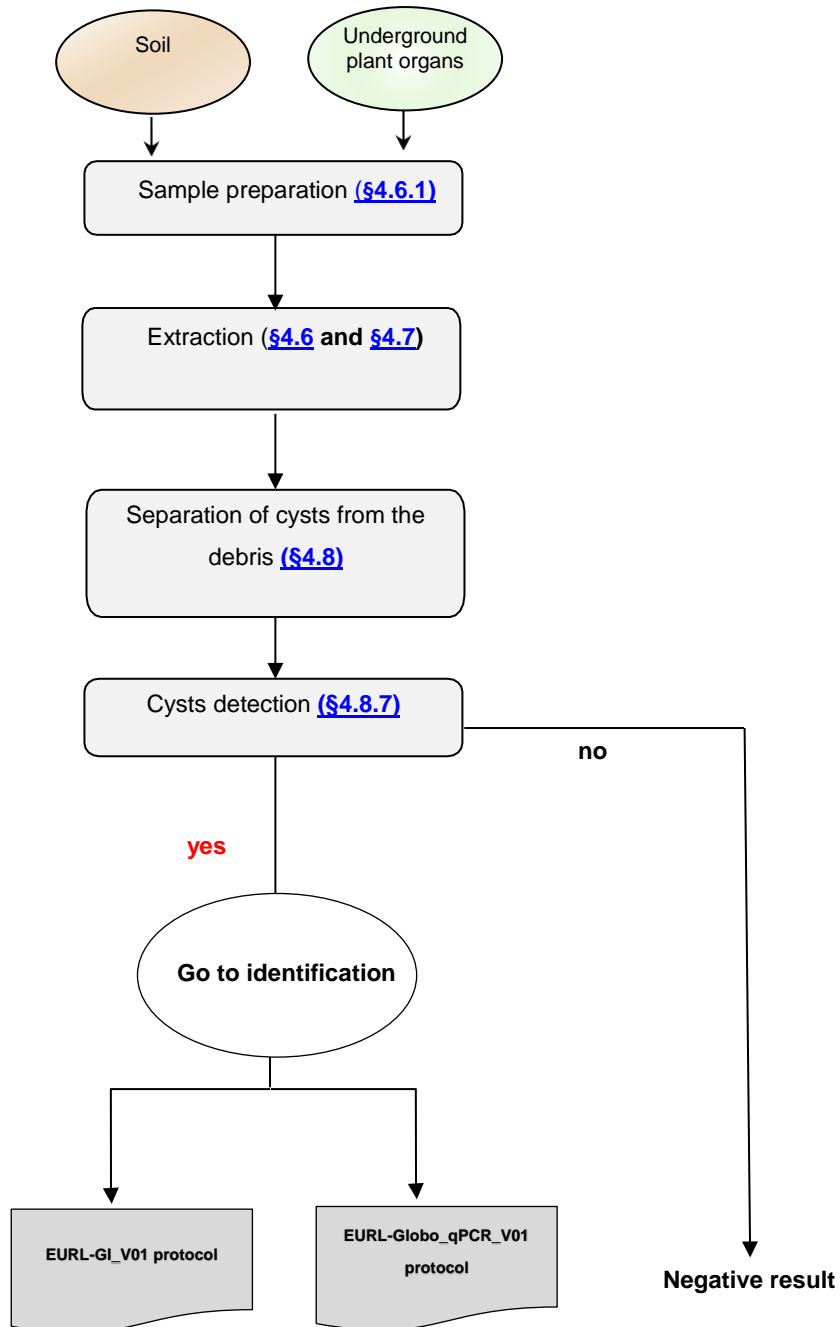 Soil
Underground
plant organs
Sample preparation (§4.6.1)
Extraction (§4.6 and §4.7)
Separation of cysts from the
debris (§4.8)
Cysts detection (§4.8.7)
no
yes
Go to identification
EURL-GI_V01 protocol
EURL-Globo_qPCR_V01
protocol
Negative result